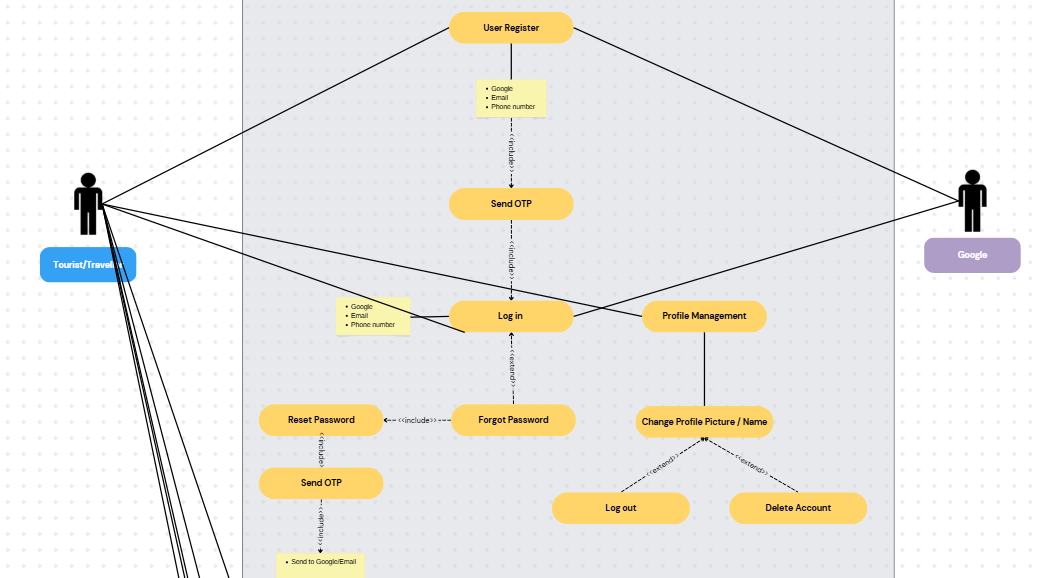 User Register
• Google
• Email
• Phone number
<<include>>
Send OTP
<<include>>
Tourist/Traveler
Google
• Google
• Email
• Phone number
Log in
Profile Management
<<extend>>
Reset Password
<<include>>
Forgot Password
Change Profile Picture / Name
<<include>>
<<extend>>
<<extend>>
Send OTP
Log out
Delete Account
<<include>>
• Send to Google/Email